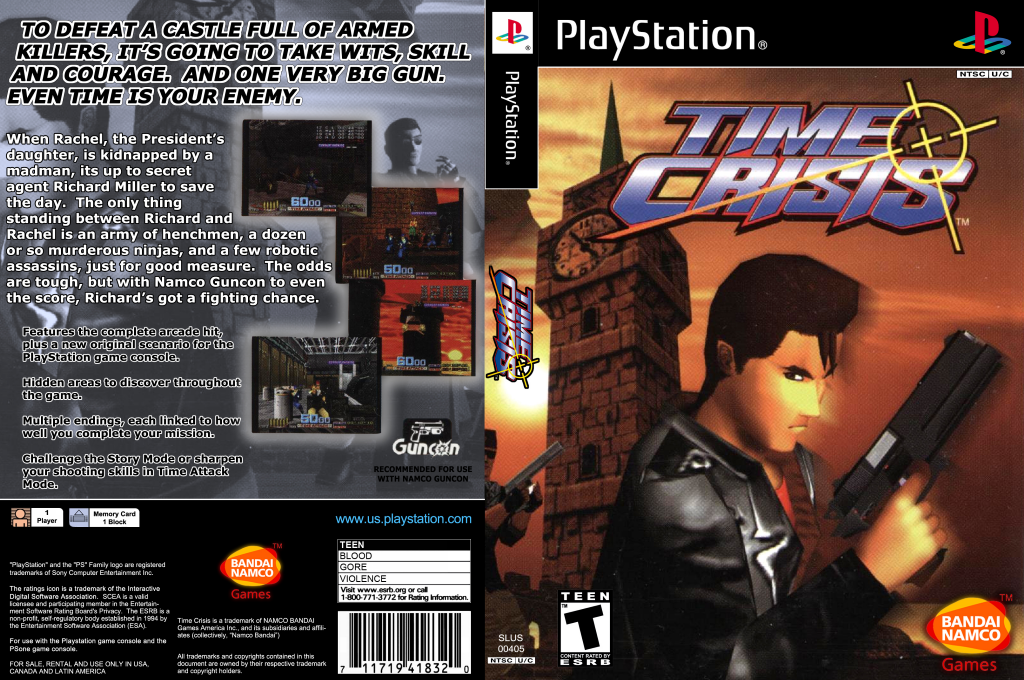 TO DEFEAT A CASTLE FULL OF ARMED
KILLERS, IT'S GOING TO TAKE WITS, SKILL
AND COURAGE. AND ONE VERY BIG GUN.
EVEN TIME IS YOUR ENEMY.
When Rachel, the President's
daughter, is kidnapped by a
madman, its up to secret
agent Richard Miller to save
the day. The only thing
standing between Richard and
Rachel is an army of henchmen, a dozen
or so murderous ninjas, and a few robotic
assassins, just for good measure. The odds
are tough, but with Namco Guncon to even
the score, Richard's got a fighting chance.
Features the complete arcade hit,
plus a new original scenario for the
PlayStation game console.
Hidden areas to discover throughout
the game.
Multiple endings, each linked to how
well you complete your mission.
Challenge the Story Mode or sharpen
your shooting skills in Time Attack
Mode.
6000
6000
6000
6000
Guncon
RECOMMENDED FOR USE
WITH NAMCO GUNCON
1
Player
Memory Card
1 Block
www.us.playstation.com
"PlayStation" and the "PS" Family logo are registered
trademarks of Sony Computer Entertainment Inc.
The ratings icon is a trademark of the Interactive
Digital Software Association. SCEA is a valid
licensee and participating member in the Entertain-
ment Software Rating Board's Privacy. The ESRB is a
non-profit, self-regulatory body established in 1994 by
the Entertainment Software Association (ESA).
For use with the Playstation game console and the
PSone game console.
FOR SALE, RENTAL AND USE ONLY IN USA,
CANADA AND LATIN AMERICA
TM
BANDAI
NAMCO
Games
Time Crisis is a trademark of NAMCO BANDAI
Games America Inc., and its subsidiaries and affili-
ates (collectively, "Namco Bandai")
All trademarks and copyrights contained in this
document are owned by their respective trademark
and copyright holders.
TEEN
BLOOD
GORE
VIOLENCE
Visit www.esrb.org or call
1-800-771-3772 for Rating Information.
7 11719 41832 0
®
PlayStation®
TIME
CRISIS
SLUS
00405
NTSC U/C
PlayStation®
®
NTSC U/C
TIME
CRISIS
TM
TEEN
TM
T
CONTENT RATED BY
ESRB
TM
BANDAI
NAMCO
Games